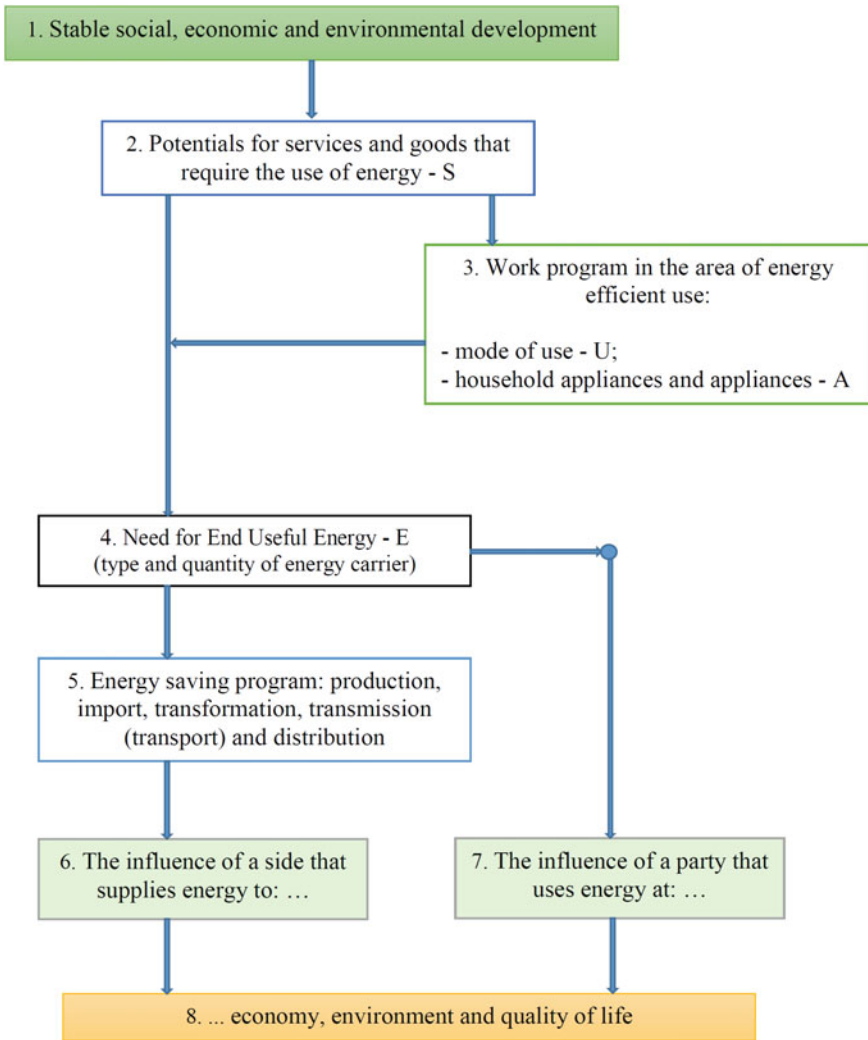 1. Stable social, economic and environmental development
2. Potentials for services and goods that
require the use of energy - S
3. Work program in the area of energy
efficient use:
- mode of use - U;
- household appliances and appliances - A
4. Need for End Useful Energy - E
(type and quantity of energy carrier)
5. Energy saving program: production,
import, transformation, transmission
(transport) and distribution
6. The influence of a side that
supplies energy to: …
7. The influence of a party that
uses energy at: …
8. ... economy, environment and quality of life